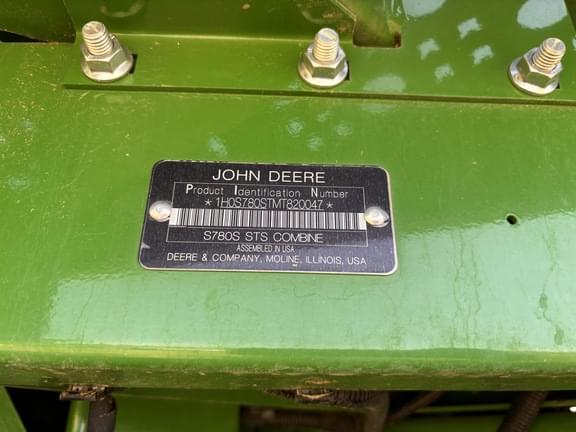 JOHN DEERE
Product Identification Number
*1H0S780STMT820047*
S780S STS COMBINE
ASSEMBLED IN USA
DEERE & COMPANY, MOLINE, ILLINOIS, USA